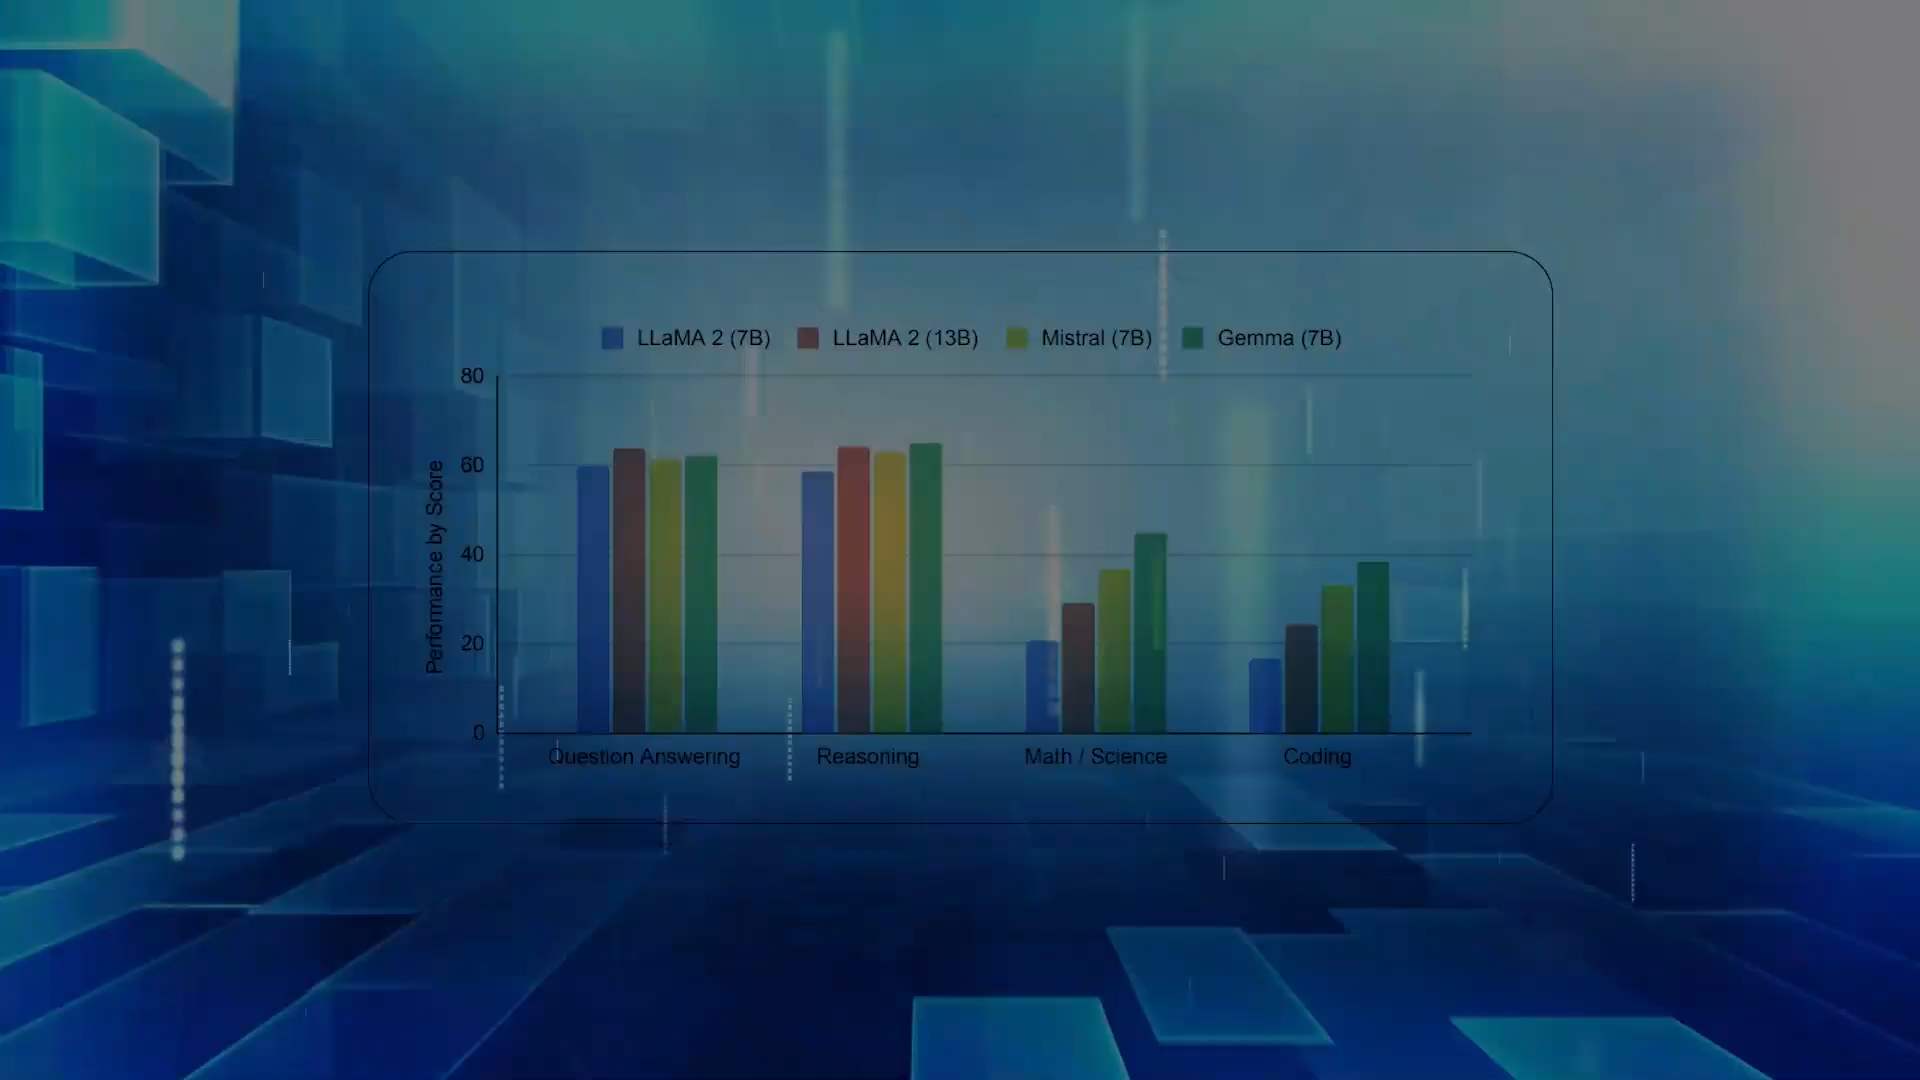 LLaMA 2 (7B) LLaMA 2 (13B) Mistral (7B) Gemma (7B)
80
60
40
20
0
Performance by Score
Question Answering Reasoning Math / Science Coding